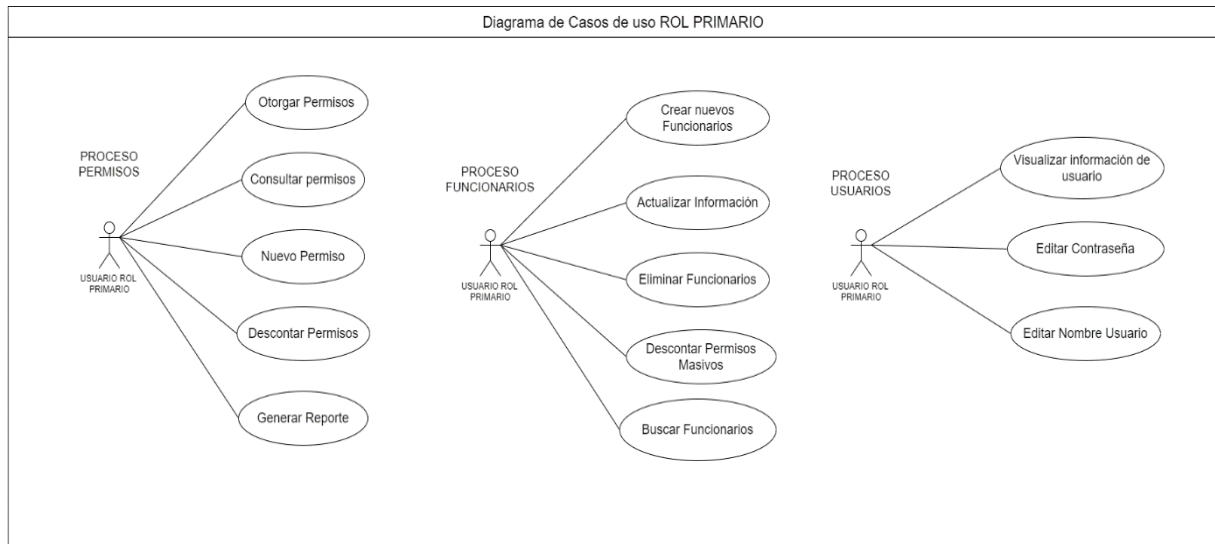 Diagrama de Casos de uso ROL PRIMARIO
PROCESO
PERMISOS
USUARIO ROL
PRIMARIO
Otorgar Permisos
Consultar permisos
Nuevo Permiso
Descontar Permisos
Generar Reporte
PROCESO
FUNCIONARIOS
USUARIO ROL
PRIMARIO
Crear nuevos
Funcionarios
Actualizar Información
Eliminar Funcionarios
Descontar Permisos
Masivos
Buscar Funcionarios
PROCESO
USUARIOS
USUARIO ROL
PRIMARIO
Visualizar información de
usuario
Editar Contraseña
Editar Nombre Usuario